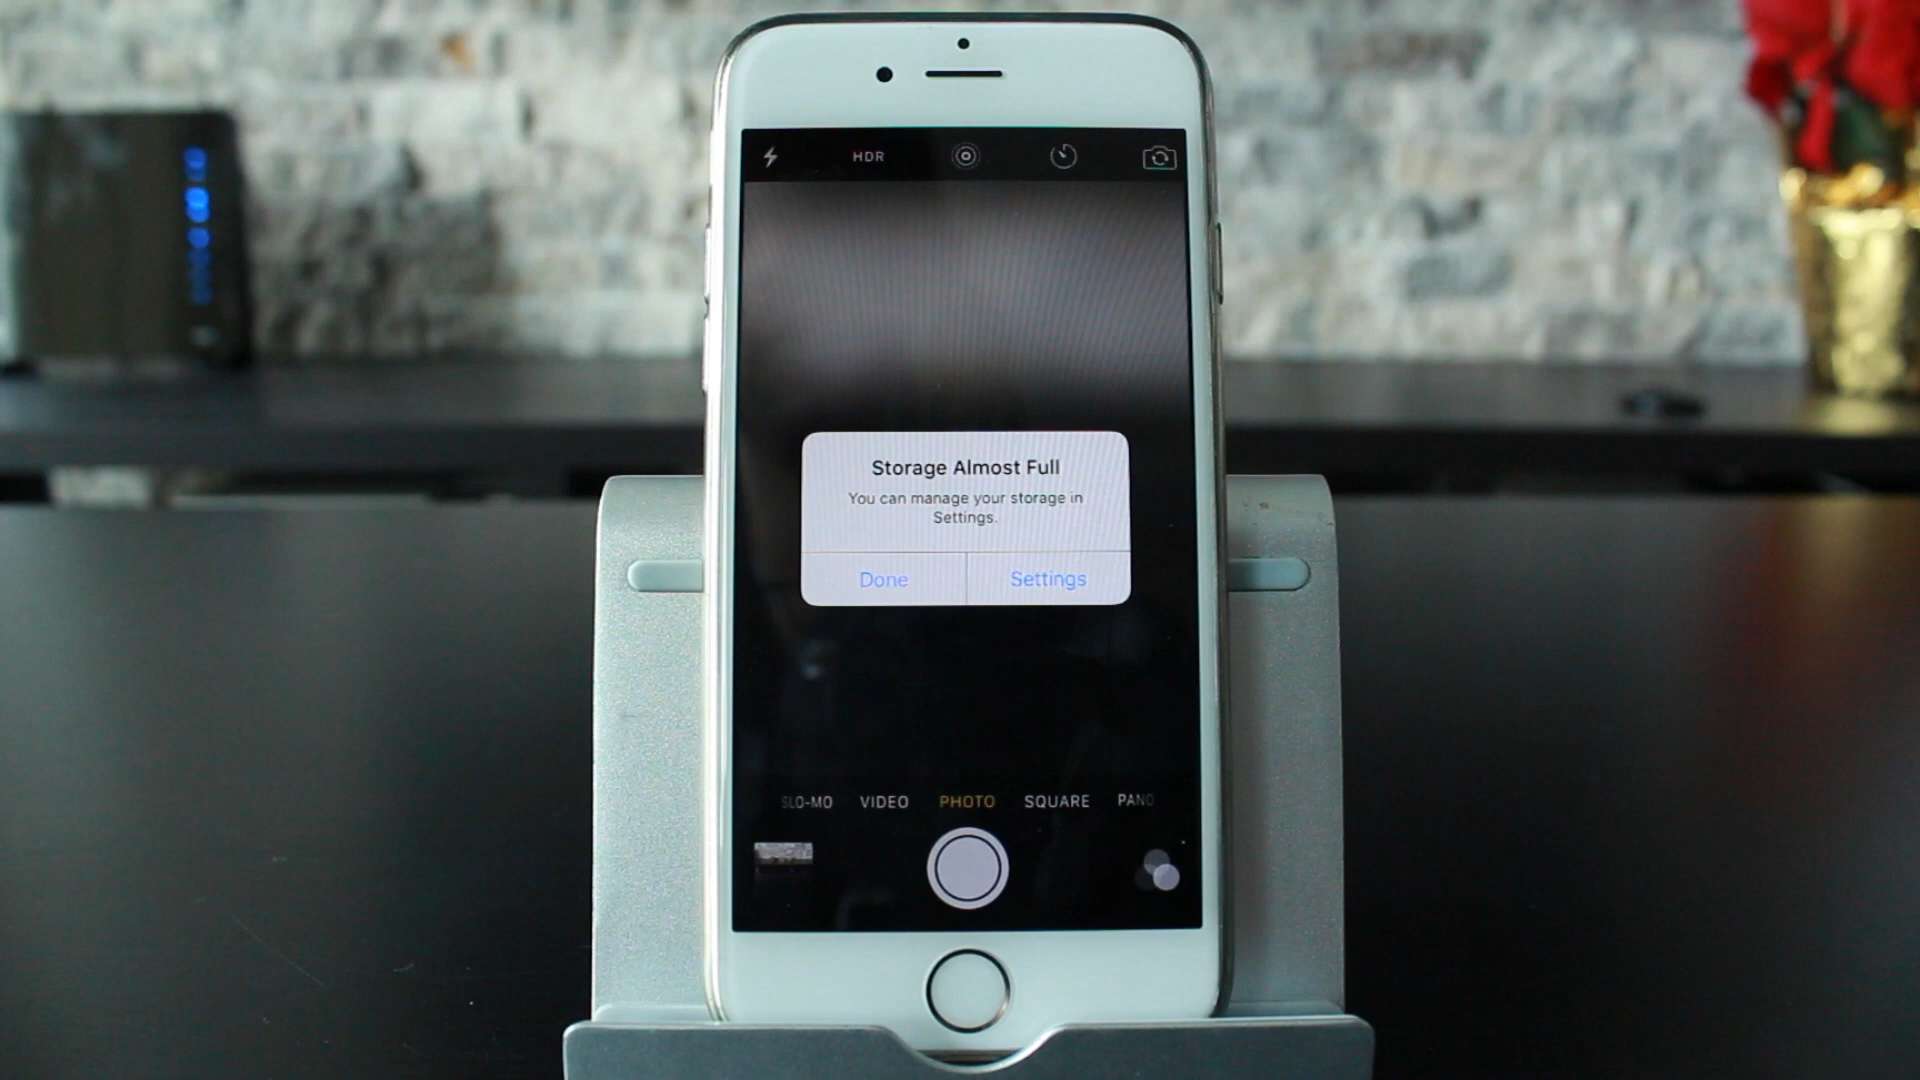 HDR
Storage Almost Full
You can manage your storage in
Settings.
Done Settings
SLO-MO VIDEO PHOTO SQUARE PANO